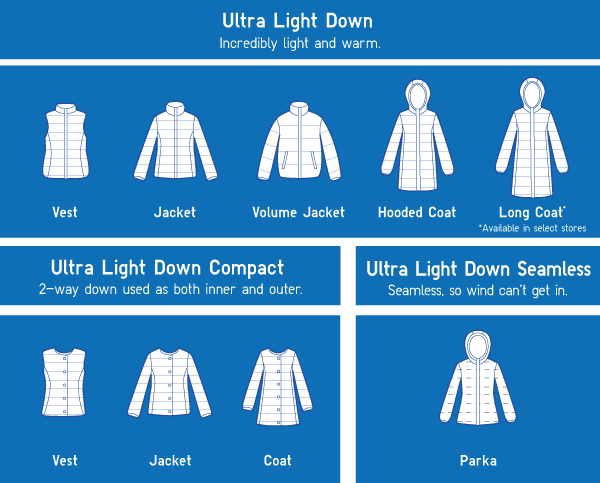 Ultra Light Down
Incredibly light and warm.
Vest
Jacket
Volume Jacket
Hooded Coat
Long Coat*
*Available in select stores
Ultra Light Down Compact
2-way down used as both inner and outer.
Ultra Light Down Seamless
Seamless, so wind can't get in.
Vest
Jacket
Coat
Parka